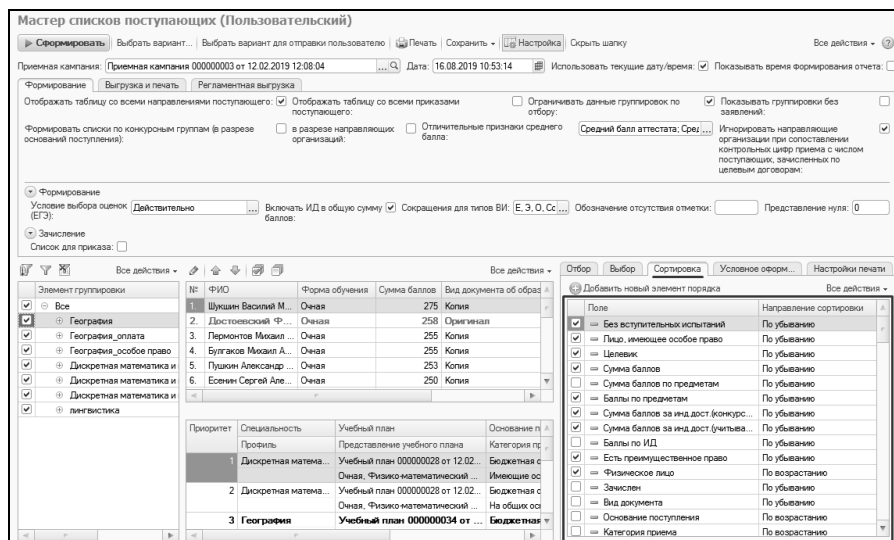 Мастер списков поступающих (Пользовательский)
Сформировать Выбрать вариант... Выбрать вариант для отправки пользователю Печать Сохранить Настройка Скрыть шапку Все действия
Приемная кампания: Приемная кампания 000000003 от 12.02.2019 12:08:04 ... Дата: 16.08.2019 10:53:14 Использовать текущие дату/время: Показывать время формирования отчета:
Формирование Выгрузка и печать Регламентная выгрузка
Отображать таблицу со всеми направлениями поступающего: Отображать таблицу со всеми приказами Ограничивать данные группировок по Показывать группировки без
поступающего: отбору: заявлений:
Формировать списки по конкурсным группам (в разрезе в разрезе направляющих Отличительные признаки среднего Средний балл аттестата; Сред ... Игнорировать направляющие
оснований поступления): организаций: балла: организации при сопоставлении
контрольных цифр приема с числом
поступающих, зачисленных по
целевым договорам:
Формирование
Условие выбора оценок Действительно ... Включать ИД в общую сумму Сокращения для типов ВИ: Е, Э, О, Сс ... Обозначение отсутствия отметки: Представление нуля: 0
(ЕГЭ): баллов:
Зачисление
Список для приказа:
Все действия
Элемент группировки
Все
География
География_оплата
География_особое право
Дискретная математика и
Дискретная математика и
Дискретная математика и
лингвистика
Все действия
№ ФИО Форма обучения Сумма баллов Вид документа об образ
1. Шукшин Василий М... Очная 275 Копия
2. Достоевский Ф... Очная 258 Оригинал
3. Лермонтов Михаил ... Очная 255 Копия
4. Булгаков Михаил А... Очная 255 Копия
5. Пушкин Александр ... Очная 253 Копия
6. Есенин Сергей Але... Очная 250 Копия
Приоритет Специальность Учебный план Основание п
Профиль Представление учебного плана Категория пр
1 Дискретная матема... Учебный план 000000028 от 12.02... Бюджетная о
Очная, Физико-математический ... Имеющие ос
2 Дискретная матема... Учебный план 000000028 от 12.02... Бюджетная о
Очная, Физико-математический ... На общих осн
3 География Учебный план 000000034 от ... Бюджетная
Отбор Выбор Сортировка Условное оформ... Настройки печати
Добавить новый элемент порядка Все действия
Поле Направление сортировки
Без вступительных испытаний По убыванию
Лицо, имеющее особое право По убыванию
Целевик По убыванию
Сумма баллов По убыванию
Сумма баллов по предметам По убыванию
Баллы по предметам По убыванию
Сумма баллов за инд.дост.(конкурс... По убыванию
Сумма баллов за инд.дост.(учитыва... По убыванию
Баллы по ИД По убыванию
Есть преимущественное право По убыванию
Физическое лицо По возрастанию
Зачислен По убыванию
Вид документа По убыванию
Основание поступления По возрастанию
Категория приема По возрастанию